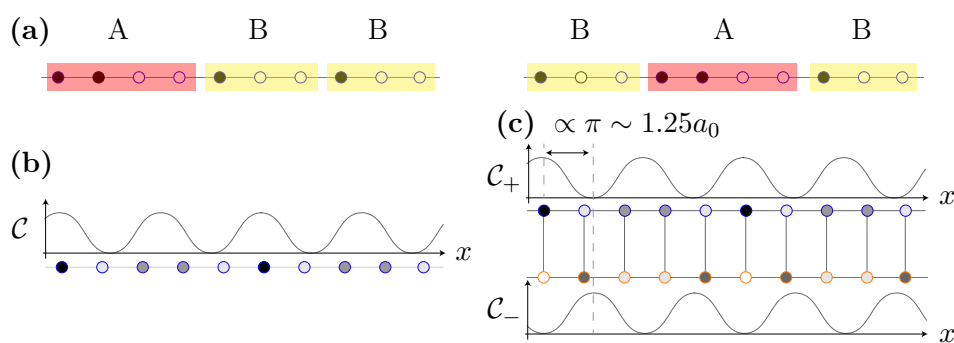 (a) A B B B A B
(c) ∝ π ∼ 1.25a₀
(b)
𝒞₊ x
𝒞 x
𝒞₋ x